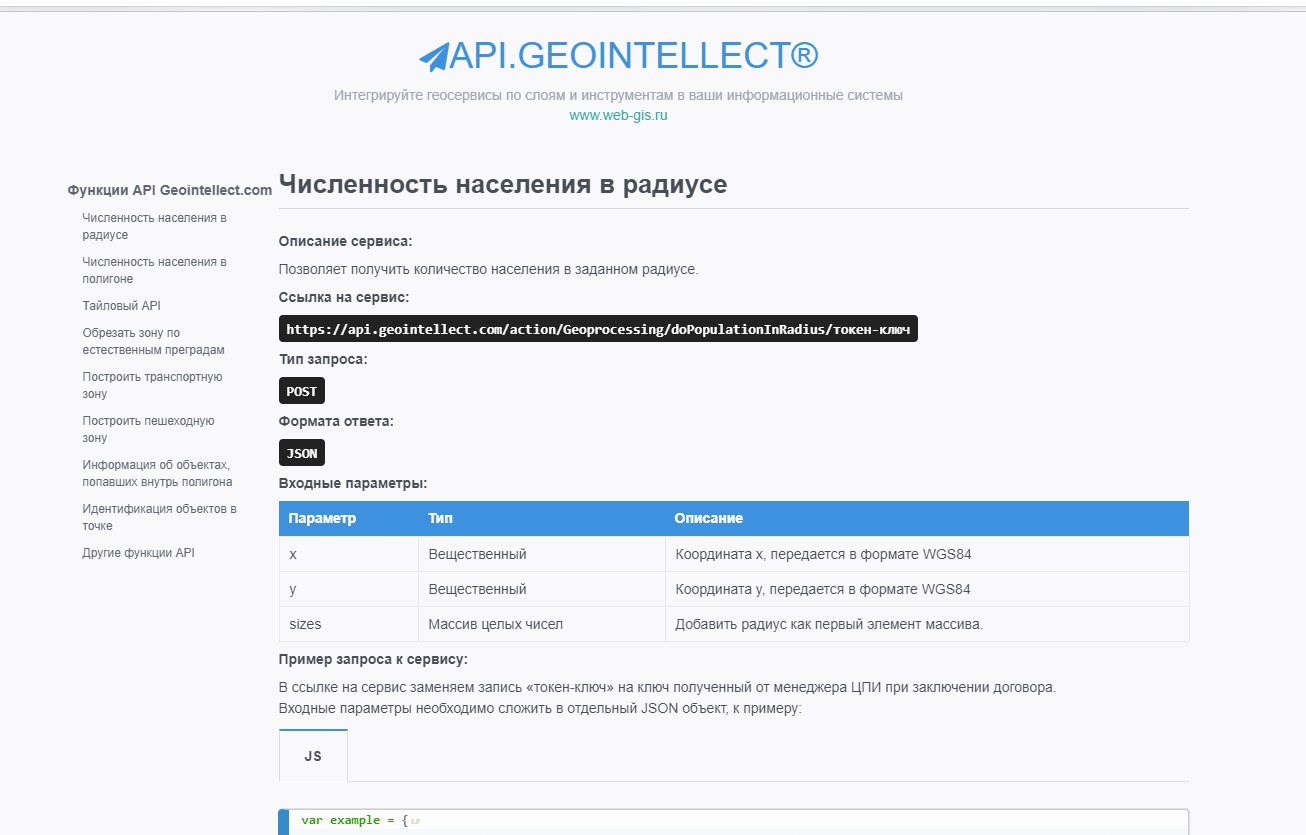 API.GEOINTELLECT®
Интегрируйте геосервисы по слоям и инструментам в ваши информационные системы
www.web-gis.ru
Функции API Geointellect.com
Численность населения в
радиусе
Численность населения в
полигоне
Тайловый API
Обрезать зону по
естественным преградам
Построить транспортную
зону
Построить пешеходную
зону
Информация об объектах,
попавших внутрь полигона
Идентификация объектов в
точке
Другие функции API
Численность населения в радиусе
Описание сервиса:
Позволяет получить количество населения в заданном радиусе.
Ссылка на сервис:
https://api.geointellect.com/action/Geoprocessing/doPopulationInRadius/токен-ключ
Тип запроса:
POST
Формата ответа:
JSON
Входные параметры:
Параметр Тип Описание
x Вещественный Координата x, передается в формате WGS84
y Вещественный Координата y, передается в формате WGS84
sizes Массив целых чисел Добавить радиус как первый элемент массива.
Пример запроса к сервису:
В ссылке на сервис заменяем запись «токен-ключ» на ключ полученный от менеджера ЦПИ при заключении договора.
Входные параметры необходимо сложить в отдельный JSON объект, к примеру:
JS
var example = {